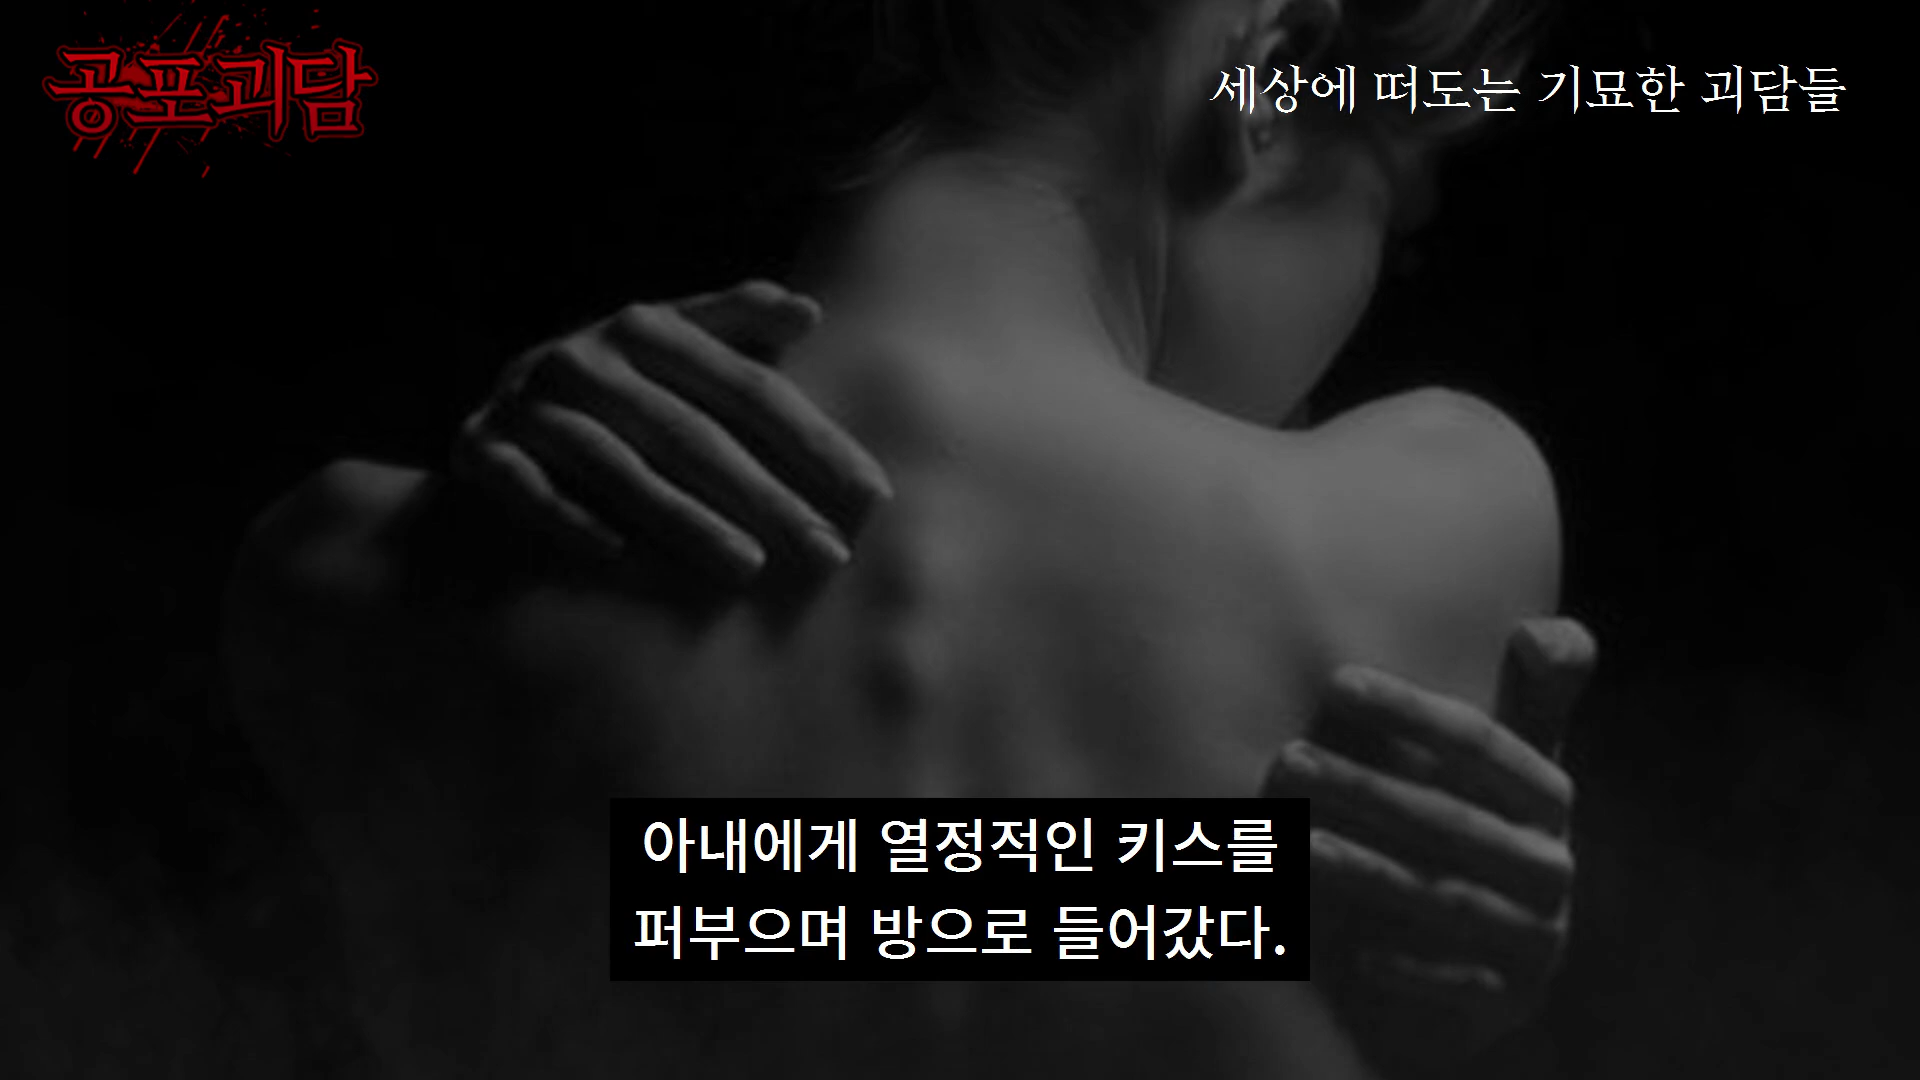 공포괴담
세상에 떠도는 기묘한 괴담들
아내에게 열정적인 키스를
퍼부으며 방으로 들어갔다.